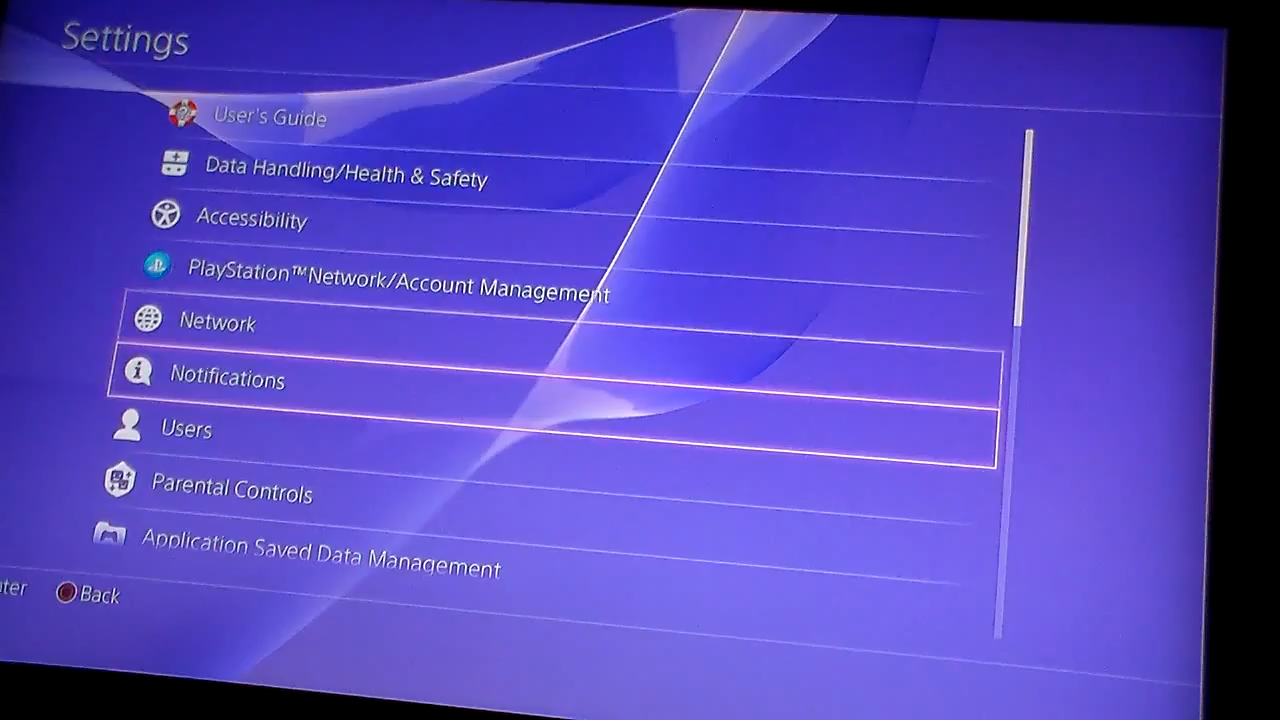 Settings
User's Guide
Data Handling/Health & Safety
Accessibility
PlayStation™Network/Account Management
Network
Notifications
Users
Parental Controls
Application Saved Data Management
Back